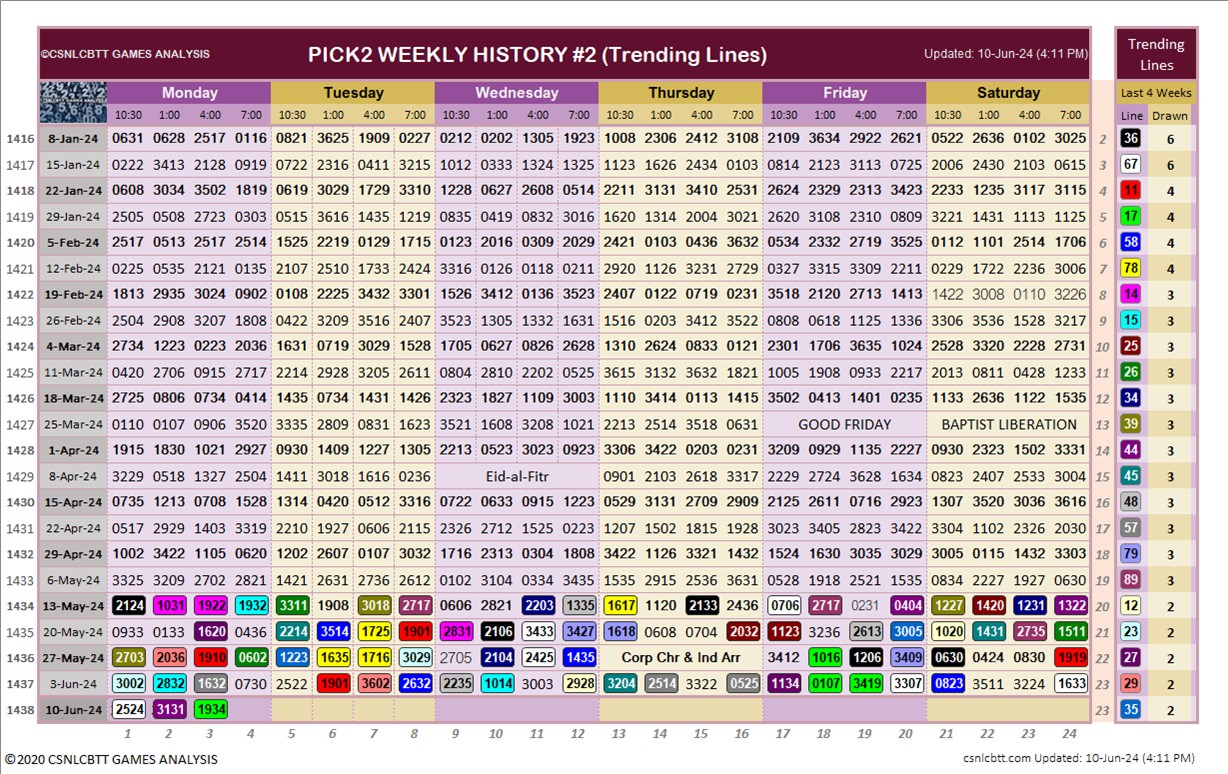 ©CSNLCBTT GAMES ANALYSIS PICK2 WEEKLY HISTORY #2 (Trending Lines) Updated: 10-Jun-24 (4:11 PM) Trending Lines
Monday Tuesday Wednesday Thursday Friday Saturday Last 4 Weeks
10:30 1:00 4:00 7:00 10:30 1:00 4:00 7:00 10:30 1:00 4:00 7:00 10:30 1:00 4:00 7:00 10:30 1:00 4:00 7:00 10:30 1:00 4:00 7:00 Line Drawn
1416 8-Jan-24 0631 0628 2517 0116 0821 3625 1909 0227 0212 0202 1305 1923 1008 2306 2412 3108 2109 3634 2922 2621 0522 2636 0102 3025 2 36 6
1417 15-Jan-24 0222 3413 2128 0919 0722 2316 0411 3215 1012 0333 1324 1325 1123 1626 2434 0103 0814 2123 3113 0725 2006 2430 2103 0615 3 67 6
1418 22-Jan-24 0608 3034 3502 1819 0619 3029 1729 3310 1228 0627 2608 0514 2211 3131 3410 2531 2624 2329 2313 3423 2233 1235 3117 3115 4 11 4
1419 29-Jan-24 2505 0508 2723 0303 0515 3616 1435 1219 0835 0419 0832 3016 1620 1314 2004 3021 2620 3108 2310 0809 3221 1431 1113 1125 5 17 4
1420 5-Feb-24 2517 0513 2517 2514 1525 2219 0129 1715 0123 2016 0309 2029 2421 0103 0436 3632 0534 2332 2719 3525 0112 1101 2514 1706 6 58 4
1421 12-Feb-24 0225 0535 2121 0135 2107 2510 1733 2424 3316 0126 0118 0211 2920 1126 3231 2729 0327 3315 3309 2211 0229 1722 2236 3006 7 78 4
1422 19-Feb-24 1813 2935 3024 0902 0108 2225 3432 3301 1526 3412 0136 3523 2407 0122 0719 0231 3518 2120 2713 1413 1422 3008 0110 3226 8 14 3
1423 26-Feb-24 2504 2908 3207 1808 0422 3209 3516 2407 3523 1305 1332 1631 1516 0203 3412 3522 0808 0618 1125 1336 3306 3536 1528 3217 9 15 3
1424 4-Mar-24 2734 1223 0223 2036 1631 0719 3029 1528 1705 0627 0826 2628 1310 2624 0833 0121 2301 1706 3635 1024 2528 3320 2228 2731 10 25 3
1425 11-Mar-24 0420 2706 0915 2717 2214 2928 3205 2611 0804 2810 2202 0525 3615 3132 3632 1821 1005 1908 0933 2217 2013 0811 0428 1233 11 26 3
1426 18-Mar-24 2725 0806 0734 0414 1435 0734 1431 1426 2323 1827 1109 3003 1110 3414 0113 1415 3502 0413 1401 0235 1133 2636 1122 1535 12 34 3
1427 25-Mar-24 0110 0107 0906 3520 3335 2809 0831 1623 3521 1608 3208 1021 2213 2514 3518 0631 GOOD FRIDAY BAPTIST LIBERATION 13 39 3
1428 1-Apr-24 1915 1830 1021 2927 0930 1409 1227 1305 2213 0523 3023 0923 3306 3422 0203 0231 3209 0929 1135 2227 0930 2323 1502 3331 14 44 3
1429 8-Apr-24 3229 0518 1327 2504 1411 3018 1616 0236 Eid-al-Fitr 0901 2103 2618 3317 2229 2724 3628 1634 0823 2407 2533 3004 15 45 3
1430 15-Apr-24 0735 1213 0708 1528 1314 0420 0512 3316 0722 0633 0915 1223 0529 3131 2709 2909 2125 2611 0716 2923 1307 3520 3036 3616 16 48 3
1431 22-Apr-24 0517 2929 1403 3319 2210 1927 0606 2115 2326 2712 1525 0223 1207 1502 1815 1928 3023 3405 2823 3422 3304 1102 2326 2030 17 57 3
1432 29-Apr-24 1002 3422 1105 0620 1202 2607 0107 3032 1716 2313 0304 1808 3422 1126 3321 1432 1524 1630 3035 3029 3005 0115 1432 3303 18 79 3
1433 6-May-24 3325 3209 2702 2821 1421 2631 2736 2612 0102 3104 0334 3435 1535 2915 2536 3631 0528 1918 2521 1535 0834 2227 1927 0630 19 89 3
1434 13-May-24 2124 1031 1922 1932 3311 1908 3018 2717 0606 2821 2203 1335 1617 1120 2133 2436 0706 2717 0231 0404 1227 1420 1231 1322 20 12 2
1435 20-May-24 0933 0133 1620 0436 2214 3514 1725 1901 2831 2106 3433 3427 1618 0608 0704 2032 1123 3236 2613 3005 1020 1431 2735 1511 21 23 2
1436 27-May-24 2703 2036 1910 0602 1223 1635 1716 3029 2705 2104 2425 1435 Corp Chr & Ind Arr 3412 1016 1206 3409 0630 0424 0830 1919 22 27 2
1437 3-Jun-24 3002 2832 1632 0730 2522 1901 3602 2632 2235 1014 3003 2928 3204 2514 3322 0525 1134 0107 3419 3307 0823 3511 3224 1633 23 29 2
1438 10-Jun-24 2524 3131 1934 23 35 2
1 2 3 4 5 6 7 8 9 10 11 12 13 14 15 16 17 18 19 20 21 22 23 24
©2020 CSNLCBTT GAMES ANALYSIS csnlcbtt.com Updated: 10-Jun-24 (4:11 PM)